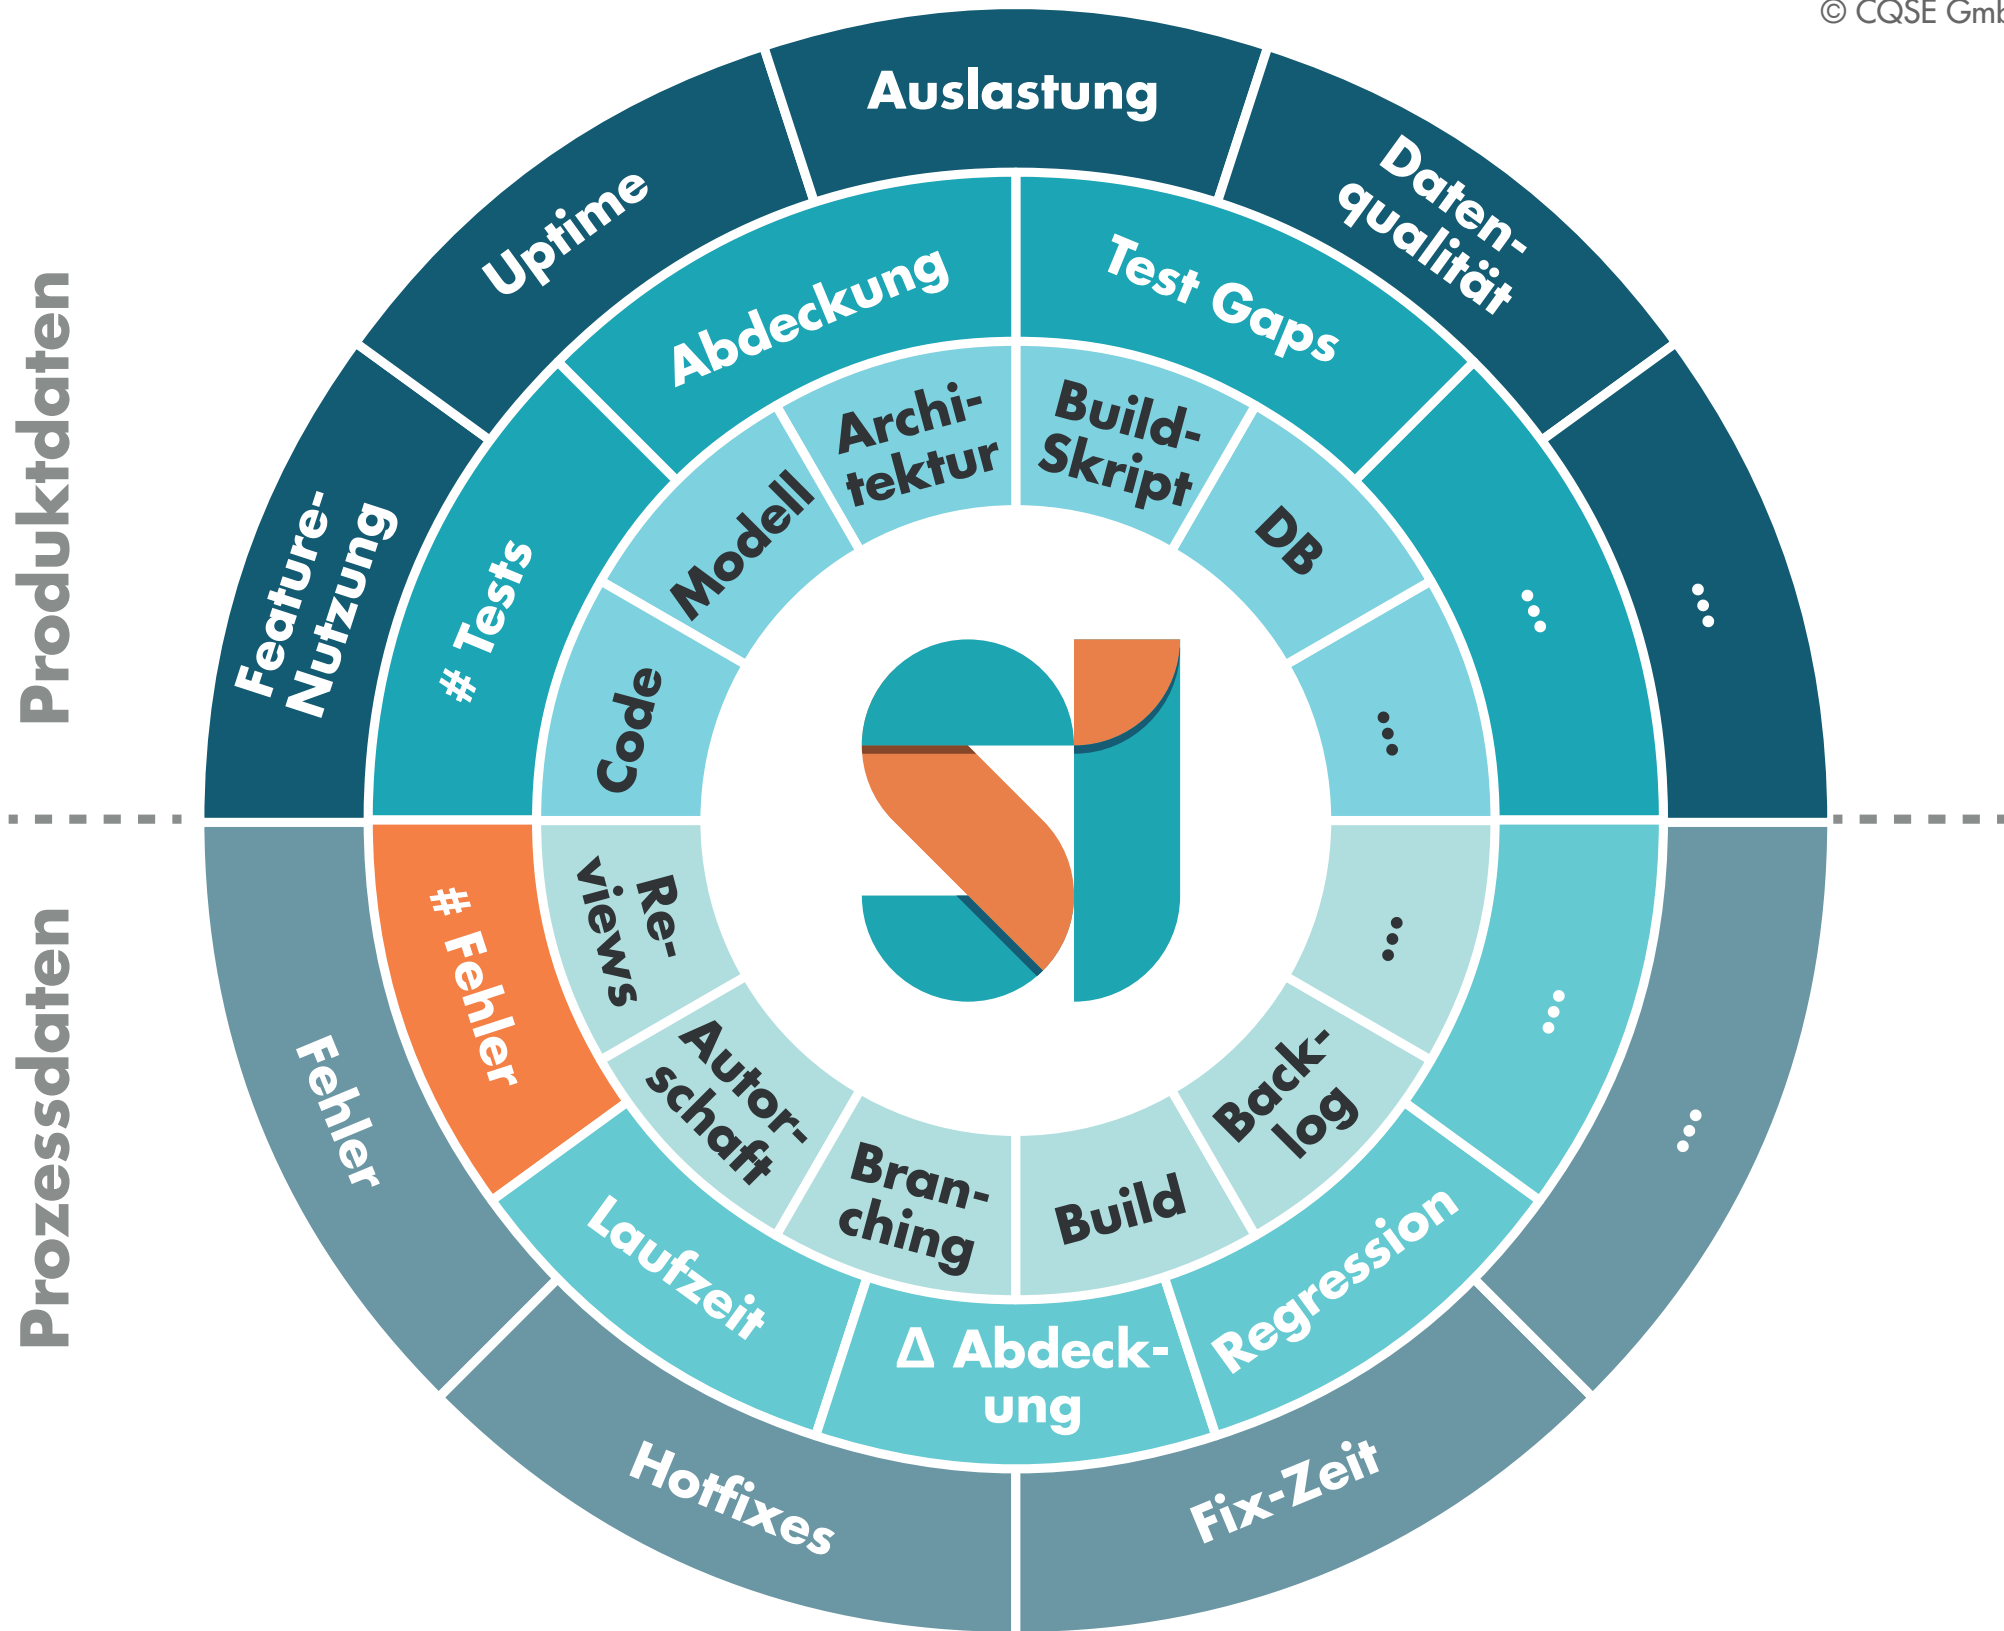 © CQSE Gmb
Produktdaten
Prozessdaten
Feature-
Nutzung
Uptime
Auslastung
Daten-
qualität
...
# Tests
Abdeckung
Test Gaps
...
Code
Modell
Archi-
tektur
Build-
Skript
DB
...
Re-
views
Autor-
schaft
Bran-
ching
Build
Back-
log
...
# Fehler
Laufzeit
Δ Abdeck-
ung
Regression
...
Fehler
Hotfixes
Fix-Zeit
...